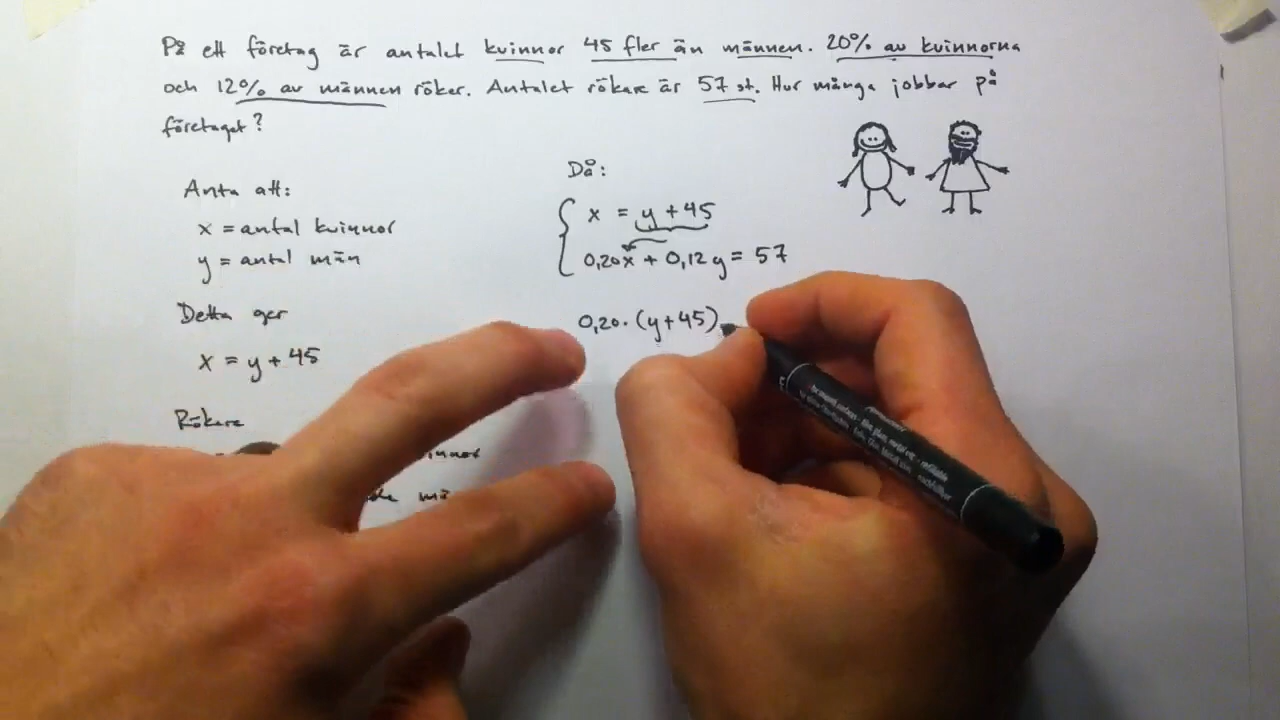 På ett företag är antalet kvinnor 45 fler än männen. 20% av kvinnorna
och 12% av männen röker. Antalet rökare är 57 st. Hur många jobbar på
företaget?
Anta att:
x = antal kvinnor
y = antal män
Detta ger
x = y + 45
Rökare
Då:
x = y + 45
0,20x + 0,12y = 57
0,20·(y+45)
permanent